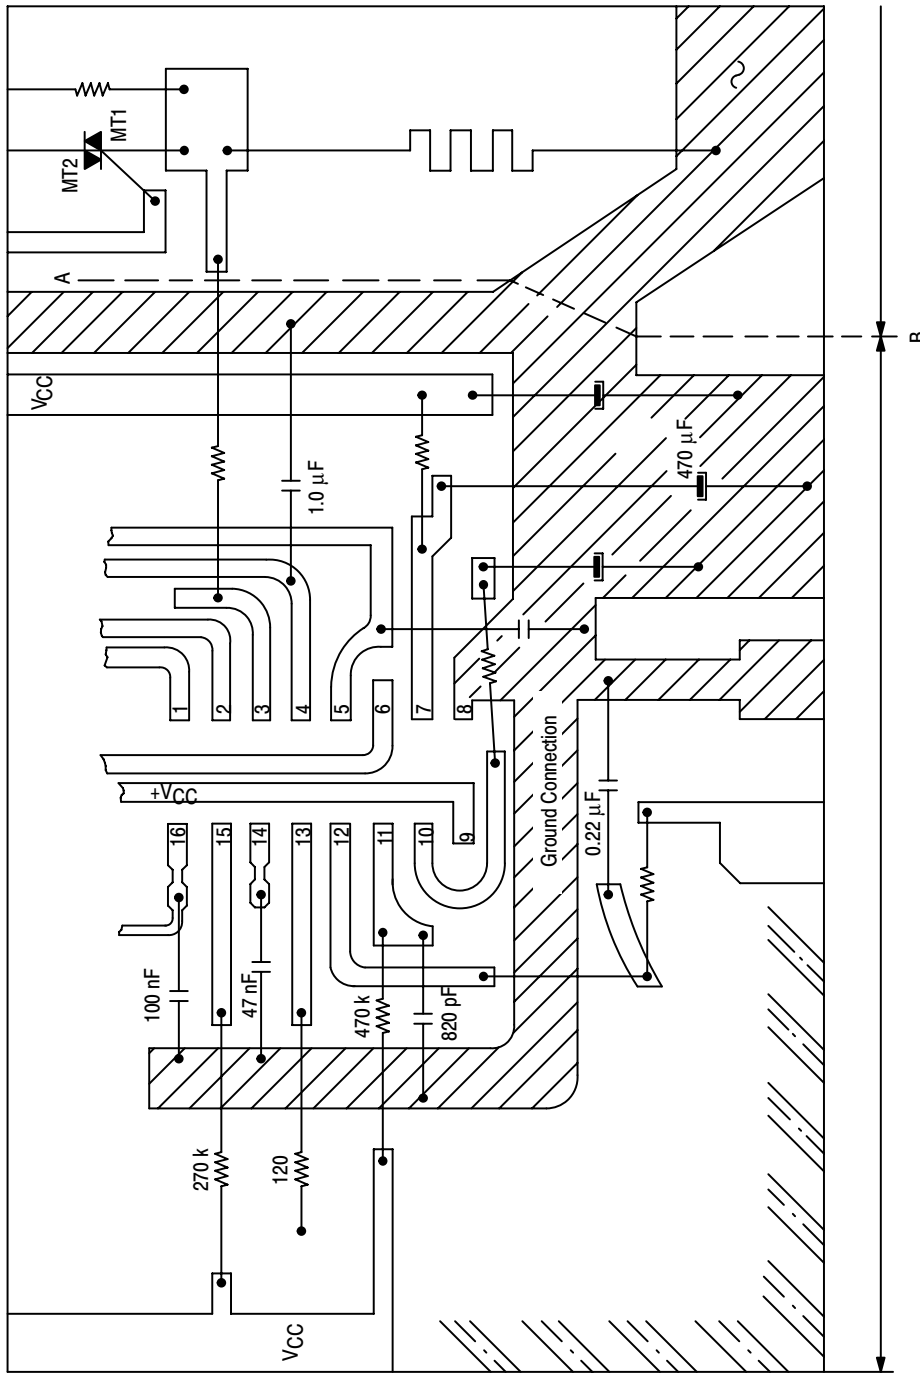 MT2
MT1
A
VCC
1.0 μF
470 μF
1
2
3
4
5
6
7
8
Ground Connection
+VCC
16
15
14
13
12
11
10
9
0.22 μF
100 nF
47 nF
470 k
820 pF
270 k
120
VCC
B